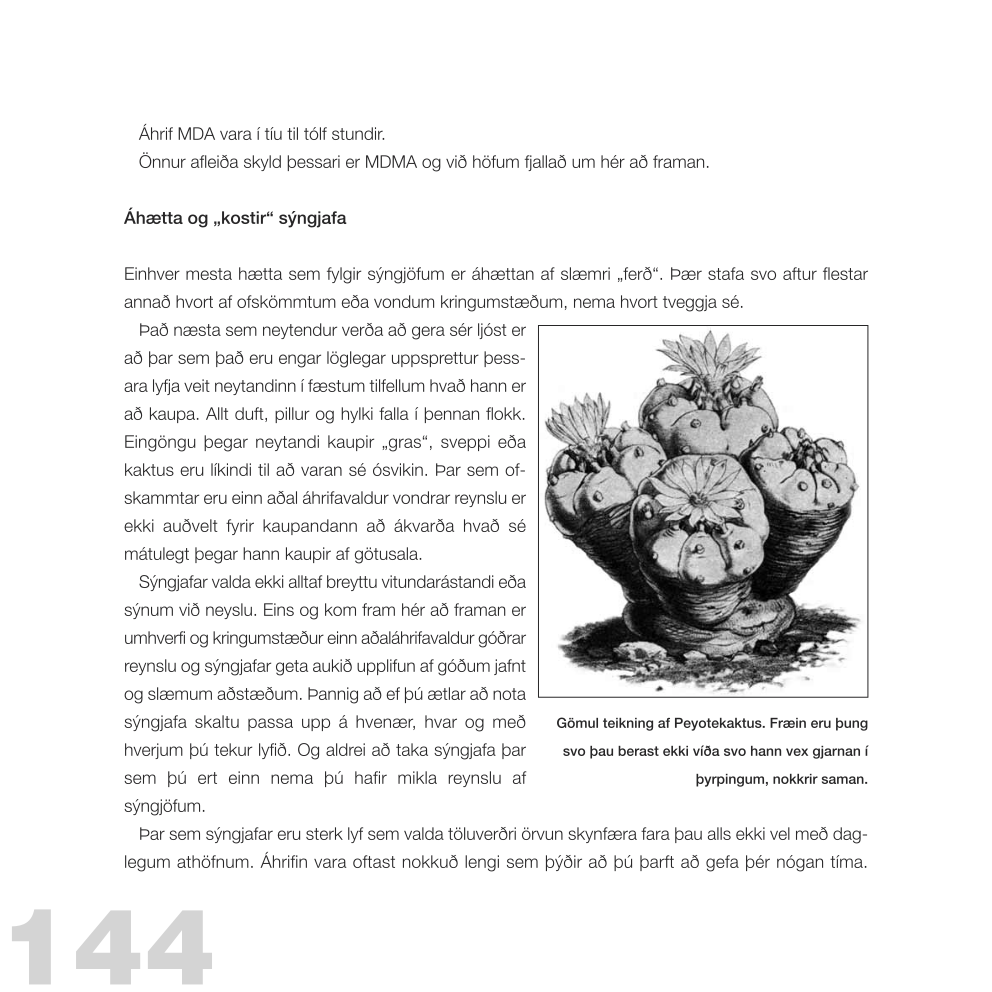 Áhrif MDA vara í tíu til tólf stundir.
Önnur afleiða skyld þessari er MDMA og við höfum fjallað um hér að framan.
Áhætta og „kostir“ sýngjafa
Einhver mesta hætta sem fylgir sýngjöfum er áhættan af slæmri „ferð“. Þær stafa svo aftur flestar
annað hvort af ofskömmtum eða vondum kringumstæðum, nema hvort tveggja sé.
Það næsta sem neytendur verða að gera sér ljóst er
að þar sem það eru engar löglegar uppsprettur þess-
ara lyfja veit neytandinn í fæstum tilfellum hvað hann er
að kaupa. Allt duft, pillur og hylki falla í þennan flokk.
Eingöngu þegar neytandi kaupir „gras“, sveppi eða
kaktus eru líkindi til að varan sé ósvikin. Þar sem of-
skammtar eru einn aðal áhrifavaldur vondrar reynslu er
ekki auðvelt fyrir kaupandann að ákvarða hvað sé
mátulegt þegar hann kaupir af götusala.
Sýngjafar valda ekki alltaf breyttu vitundarástandi eða
sýnum við neyslu. Eins og kom fram hér að framan er
umhverfi og kringumstæður einn aðaláhrifavaldur góðrar
reynslu og sýngjafar geta aukið upplifun af góðum jafnt
og slæmum aðstæðum. Þannig að ef þú ætlar að nota
sýngjafa skaltu passa upp á hvenær, hvar og með
hverjum þú tekur lyfið. Og aldrei að taka sýngjafa þar
sem þú ert einn nema þú hafir mikla reynslu af
sýngjöfum.
Gömul teikning af Peyotekaktus. Fræin eru þung
svo þau berast ekki víða svo hann vex gjarnan í
þyrpingum, nokkrir saman.
Þar sem sýngjafar eru sterk lyf sem valda töluverðri örvun skynfæra fara þau alls ekki vel með dag-
legum athöfnum. Áhrifin vara oftast nokkuð lengi sem þýðir að þú þarft að gefa þér nógan tíma.
144